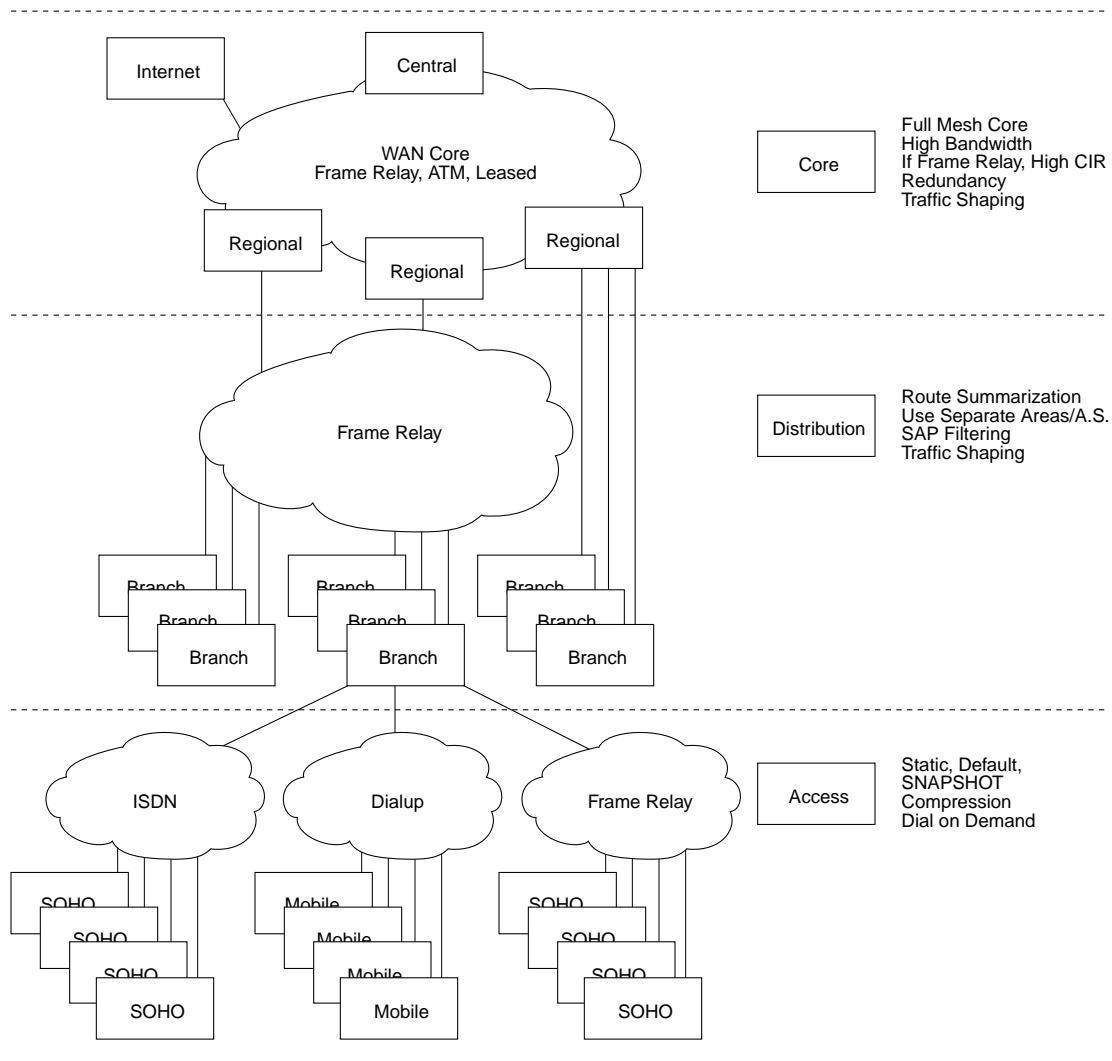 Internet
Central
WAN Core
Frame Relay, ATM, Leased
Regional
Regional
Regional
Core
Full Mesh Core
High Bandwidth
If Frame Relay, High CIR
Redundancy
Traffic Shaping
Frame Relay
Distribution
Route Summarization
Use Separate Areas/A.S.
SAP Filtering
Traffic Shaping
Branch
Branch
Branch
Branch
Branch
Branch
Branch
Branch
Branch
ISDN
Dialup
Frame Relay
Access
Static, Default,
SNAPSHOT
Compression
Dial on Demand
SOHO
SOHO
SOHO
SOHO
Mobile
Mobile
Mobile
Mobile
SOHO
SOHO
SOHO
SOHO